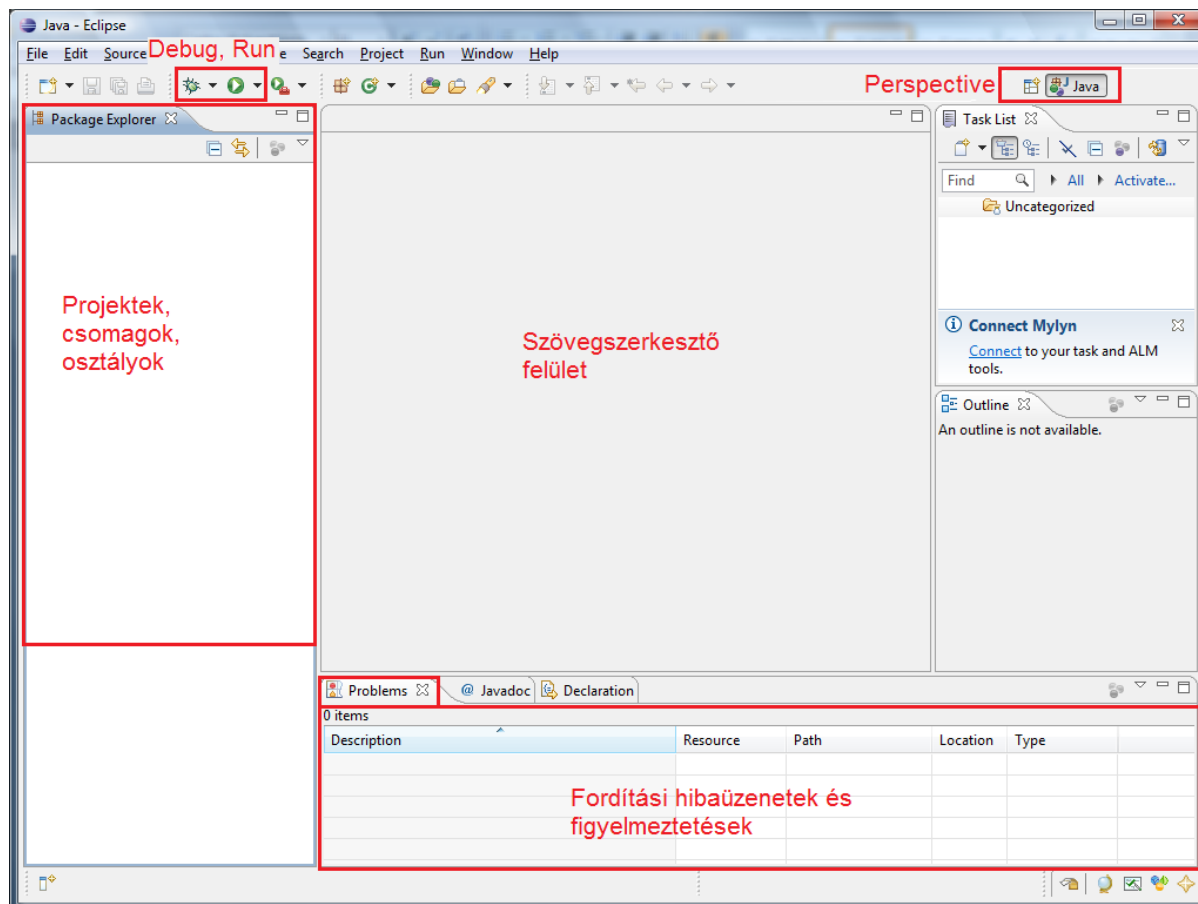 Java - Eclipse
File Edit Source Debug, Run e Search Project Run Window Help
Perspective
Java
Package Explorer
Task List
Find All Activate...
Uncategorized
Projektek,
csomagok,
osztályok
Szövegszerkesztő
felület
Connect Mylyn
Connect to your task and ALM
tools.
Outline
An outline is not available.
Problems @ Javadoc Declaration
0 items
Description Resource Path Location Type
Fordítási hibaüzenetek és
figyelmeztetések